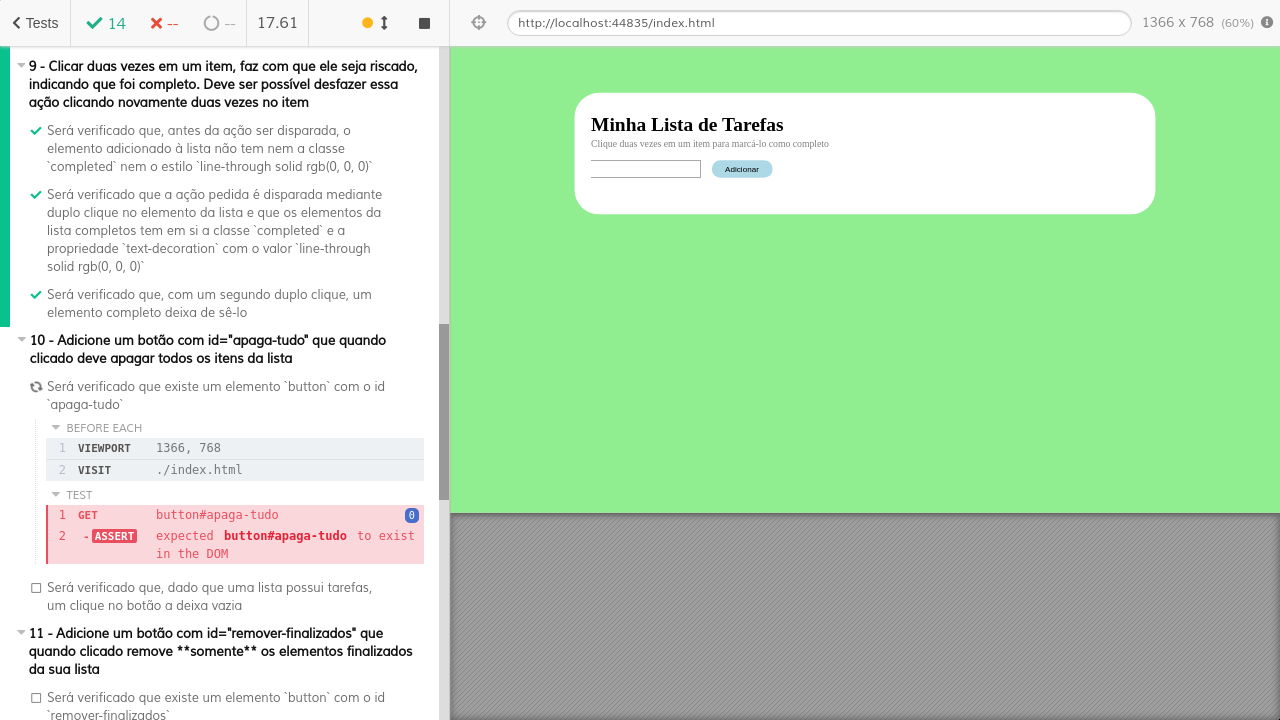 Tests
14
--
--
17.61
http://localhost:44835/index.html
1366 x 768 (60%)
9 - Clicar duas vezes em um item, faz com que ele seja riscado,
indicando que foi completo. Deve ser possível desfazer essa
ação clicando novamente duas vezes no item
Será verificado que, antes da ação ser disparada, o
elemento adicionado à lista não tem nem a classe
`completed` nem o estilo `line-through solid rgb(0, 0, 0)`
Será verificado que a ação pedida é disparada mediante
duplo clique no elemento da lista e que os elementos da
lista completos tem em si a classe `completed` e a
propriedade `text-decoration` com o valor `line-through
solid rgb(0, 0, 0)`
Será verificado que, com um segundo duplo clique, um
elemento completo deixa de sê-lo
10 - Adicione um botão com id="apaga-tudo" que quando
clicado deve apagar todos os itens da lista
Será verificado que existe um elemento `button` com o id
`apaga-tudo`
BEFORE EACH
1 VIEWPORT 1366, 768
2 VISIT ./index.html
TEST
1 GET button#apaga-tudo 0
2 -ASSERT expected button#apaga-tudo to exist
in the DOM
Será verificado que, dado que uma lista possui tarefas,
um clique no botão a deixa vazia
11 - Adicione um botão com id="remover-finalizados" que
quando clicado remove **somente** os elementos finalizados
da sua lista
Será verificado que existe um elemento `button` com o id
`remover-finalizados`
Minha Lista de Tarefas
Clique duas vezes em um item para marcá-lo como completo
Adicionar